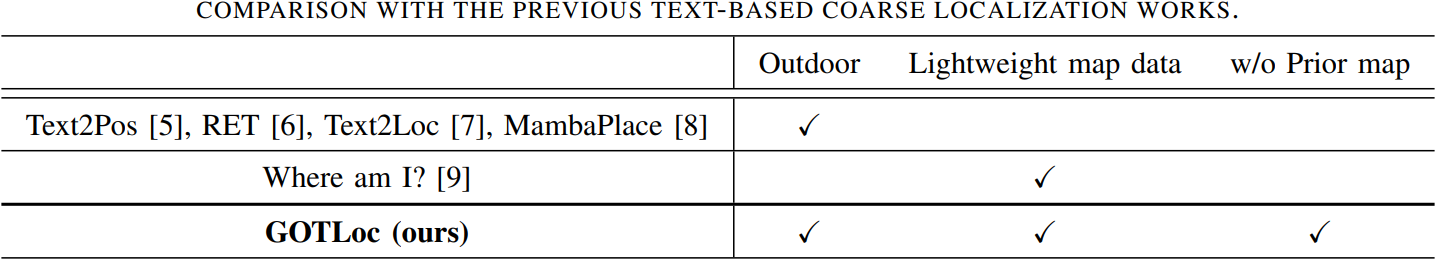 COMPARISON WITH THE PREVIOUS TEXT-BASED COARSE LOCALIZATION WORKS.
Outdoor Lightweight map data w/o Prior map
Text2Pos [5], RET [6], Text2Loc [7], MambaPlace [8] ✓
Where am I? [9] ✓
GOTLoc (ours) ✓ ✓ ✓